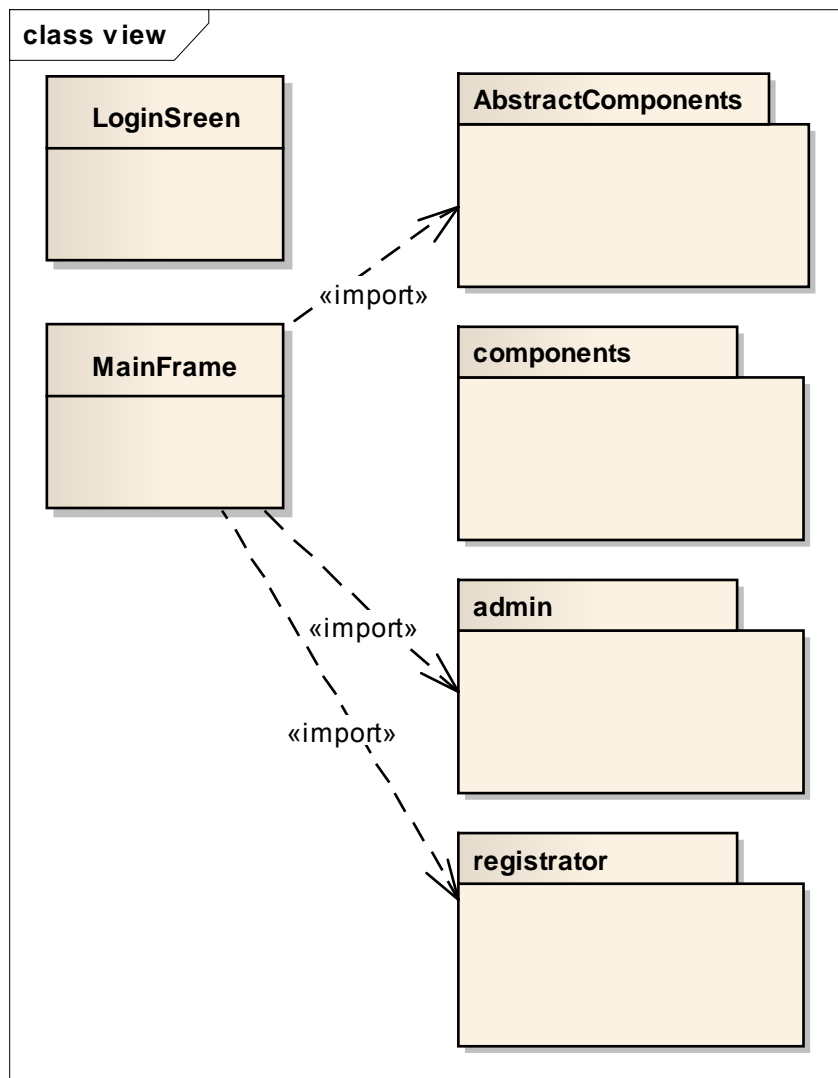 class view
LoginSreen
AbstractComponents
«import»
MainFrame
components
admin
«import»
«import»
registrator